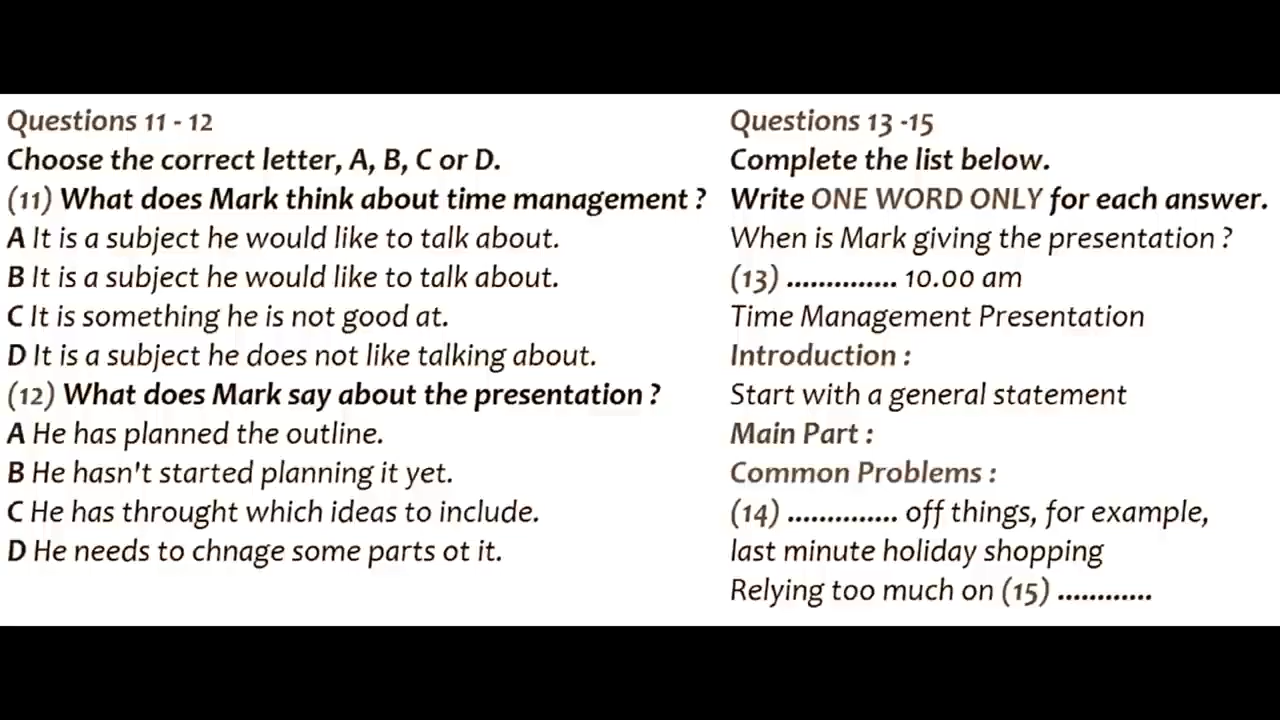 Questions 11 - 12
Choose the correct letter, A, B, C or D.
(11) What does Mark think about time management ?
A It is a subject he would like to talk about.
B It is a subject he would like to talk about.
C It is something he is not good at.
D It is a subject he does not like talking about.
(12) What does Mark say about the presentation ?
A He has planned the outline.
B He hasn't started planning it yet.
C He has throught which ideas to include.
D He needs to chnage some parts ot it.
Questions 13 -15
Complete the list below.
Write ONE WORD ONLY for each answer.
When is Mark giving the presentation ?
(13) .............. 10.00 am
Time Management Presentation
Introduction :
Start with a general statement
Main Part :
Common Problems :
(14) .............. off things, for example,
last minute holiday shopping
Relying too much on (15) ............